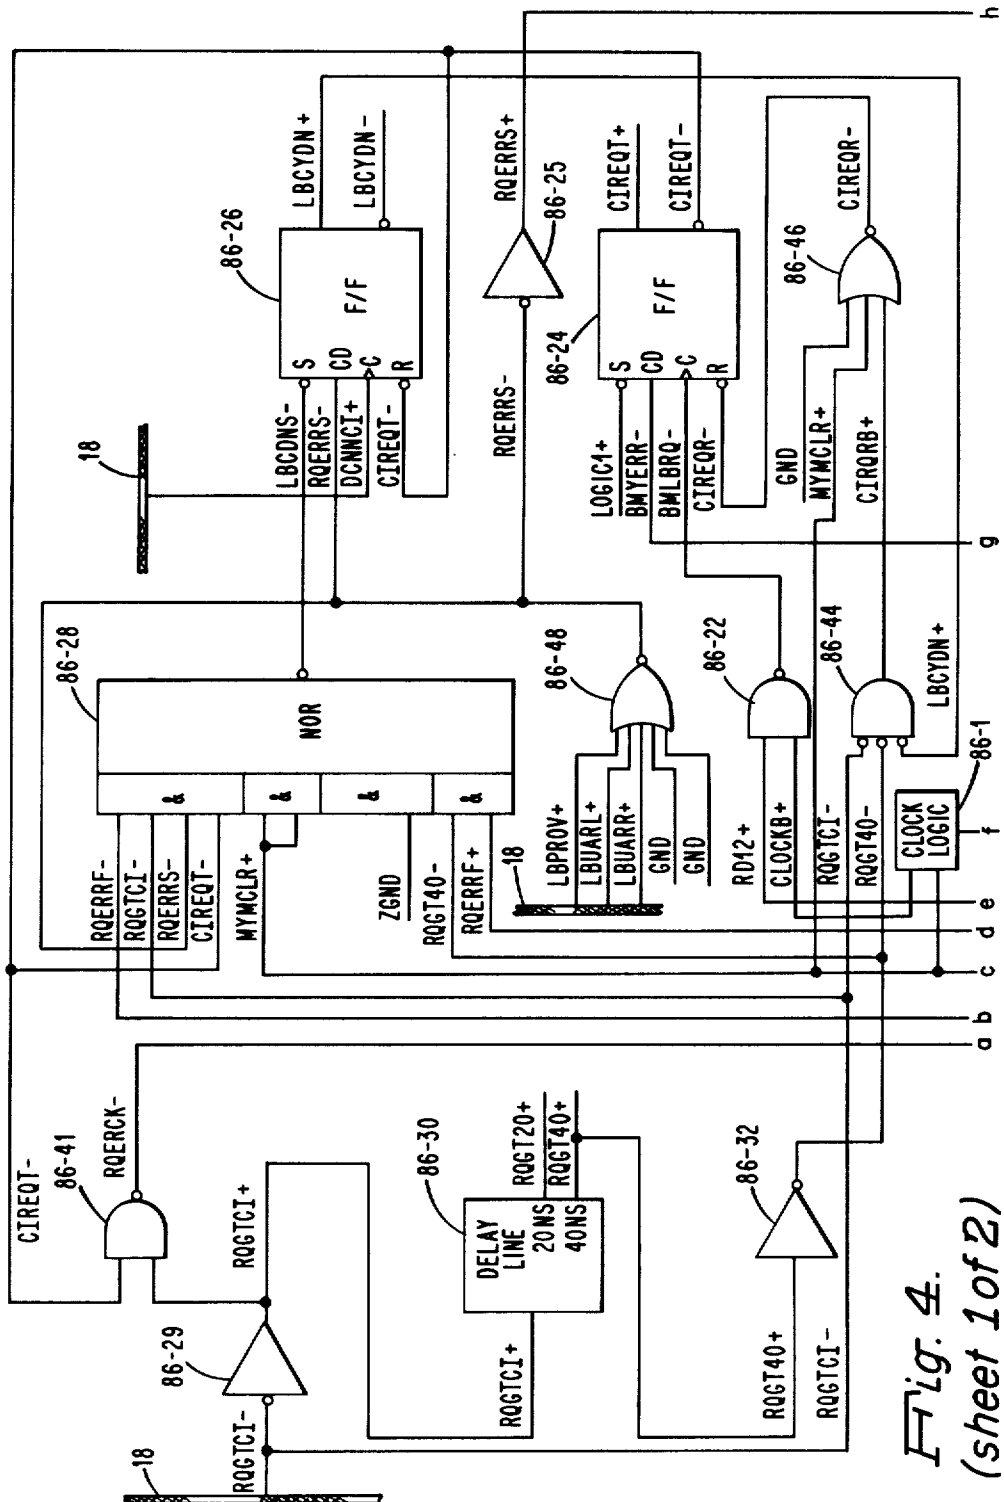 18
RQGTCI-
86-29
CIREQT-
86-41
RQERCK-
RQGTCI+
RQGTCI+
86-30
DELAY
LINE
20NS
40NS
RQGT20+
RQGT40+
RQGT40+
RQGTCI-
86-32
RQERRF-
RQGTCI-
RQERRS-
CIREQT-
MYMCLR+
ZGND
RQGT40-
RQERRF+
&
&
&
&
NOR
86-28
18
LBPROV+
LBUARL+
LBUARR+
GND
GND
86-48
RD12+
CLOCKB+
86-22
RQGTCI-
RQGT40-
86-44
LBCYDN+
CLOCK
LOGIC
86-1
18
LBCDNS-
RQERRS-
DCNNCI+
CIREQT-
S
CD
C
R
F/F
86-26
LBCYDN+
LBCYDN-
RQERRS-
86-25
RQERRS+
86-24
LOGIC1+
BMYERR-
BMLBRQ-
CIREQR-
S
CD
C
R
F/F
CIREQT+
CIREQT-
GND
MYMCLR+
CIRQRB+
86-46
CIREQR-
a
b
c
d
e
f
g
h
Fig. 4.
(sheet 1 of 2)